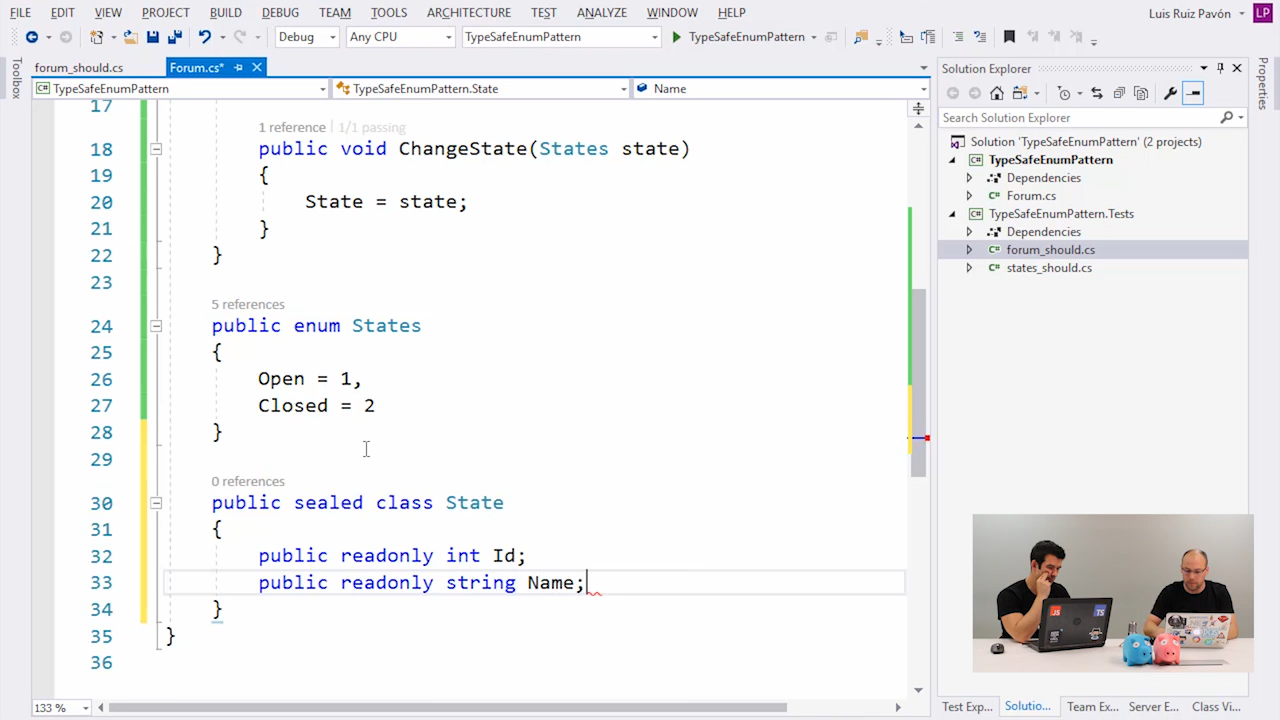 FILE EDIT VIEW PROJECT BUILD DEBUG TEAM TOOLS ARCHITECTURE TEST ANALYZE WINDOW HELP Luis Ruiz Pavón LP
Debug Any CPU TypeSafeEnumPattern TypeSafeEnumPattern
Toolbox
forum_should.cs Forum.cs*
TypeSafeEnumPattern TypeSafeEnumPattern.State Name
17
1 reference | 1/1 passing
18 public void ChangeState(States state)
19 {
20 State = state;
21 }
22 }
23
5 references
24 public enum States
25 {
26 Open = 1,
27 Closed = 2
28 }
29
0 references
30 public sealed class State
31 {
32 public readonly int Id;
33 public readonly string Name;
34 }
35 }
36
133 %
Solution Explorer
Search Solution Explorer
Solution 'TypeSafeEnumPattern' (2 projects)
C# TypeSafeEnumPattern
Dependencies
C# Forum.cs
C# TypeSafeEnumPattern.Tests
Dependencies
C# forum_should.cs
C# states_should.cs
Properties
JS TS
Test Exp... Solutio... Team Ex... Server E... Class Vi...